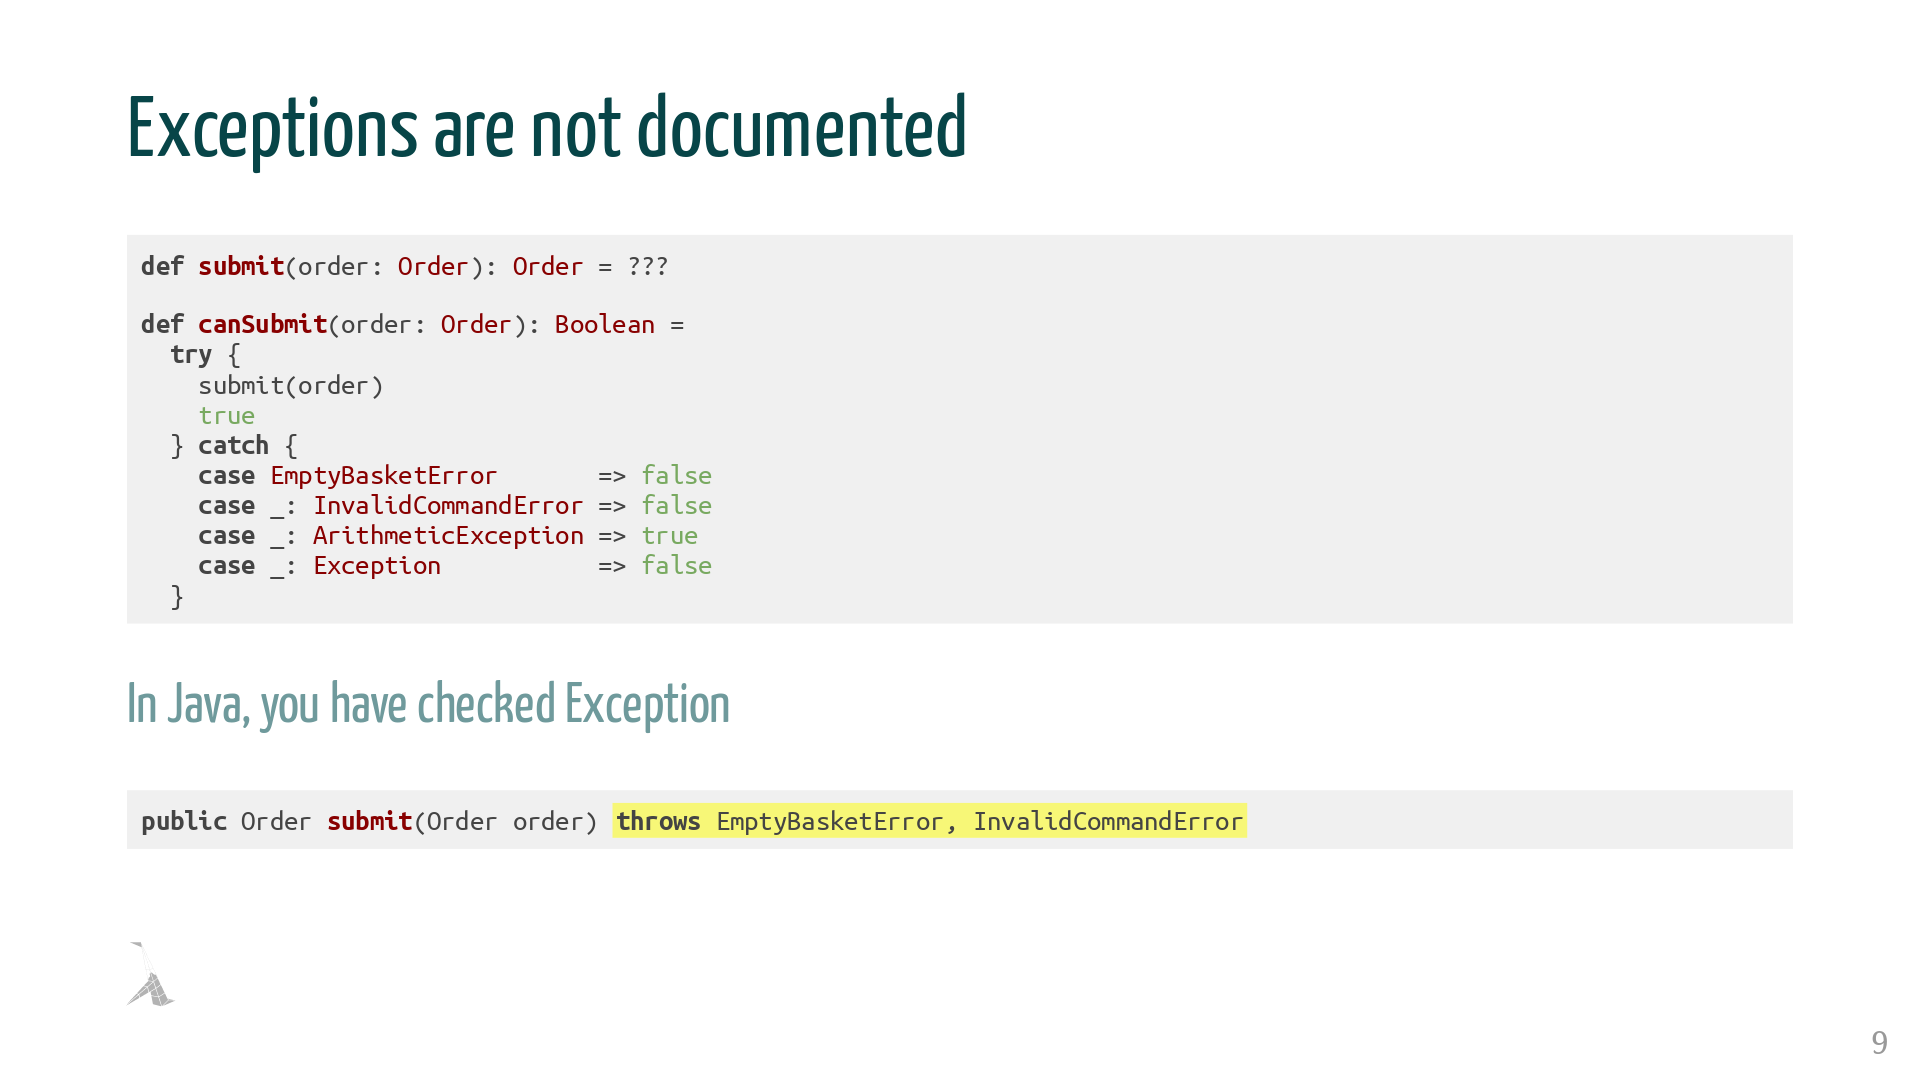 Exceptions are not documented
def submit(order: Order): Order = ???
def canSubmit(order: Order): Boolean =
  try {
    submit(order)
    true
  } catch {
    case EmptyBasketError       => false
    case _: InvalidCommandError => false
    case _: ArithmeticException => true
    case _: Exception           => false
  }
In Java, you have checked Exception
public Order submit(Order order) throws EmptyBasketError, InvalidCommandError
9